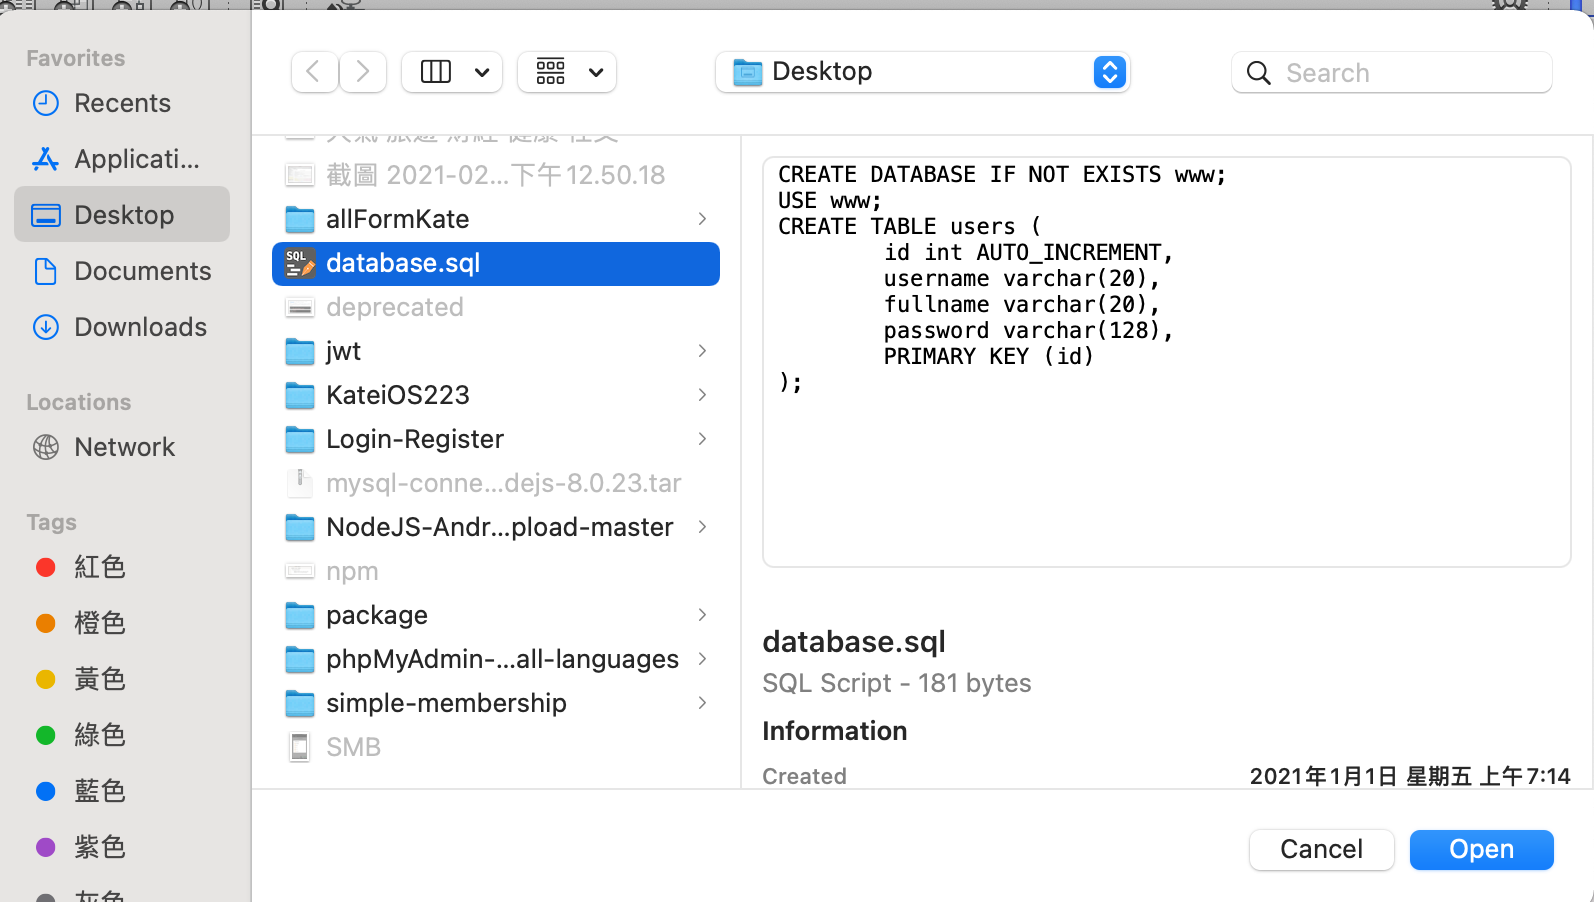 Favorites
Recents
Applicati...
Desktop
Documents
Downloads
Locations
Network
Tags
紅色
橙色
黃色
綠色
藍色
紫色
灰色
Desktop
Search
截圖 2021-02...下午12.50.18
allFormKate
database.sql
deprecated
jwt
KateiOS223
Login-Register
mysql-conne...dejs-8.0.23.tar
NodeJS-Andr...pload-master
npm
package
phpMyAdmin-...all-languages
simple-membership
SMB
CREATE DATABASE IF NOT EXISTS www;
USE www;
CREATE TABLE users (
id int AUTO_INCREMENT,
username varchar(20),
fullname varchar(20),
password varchar(128),
PRIMARY KEY (id)
);
database.sql
SQL Script - 181 bytes
Information
Created 2021年1月1日 星期五 上午7:14
Cancel Open